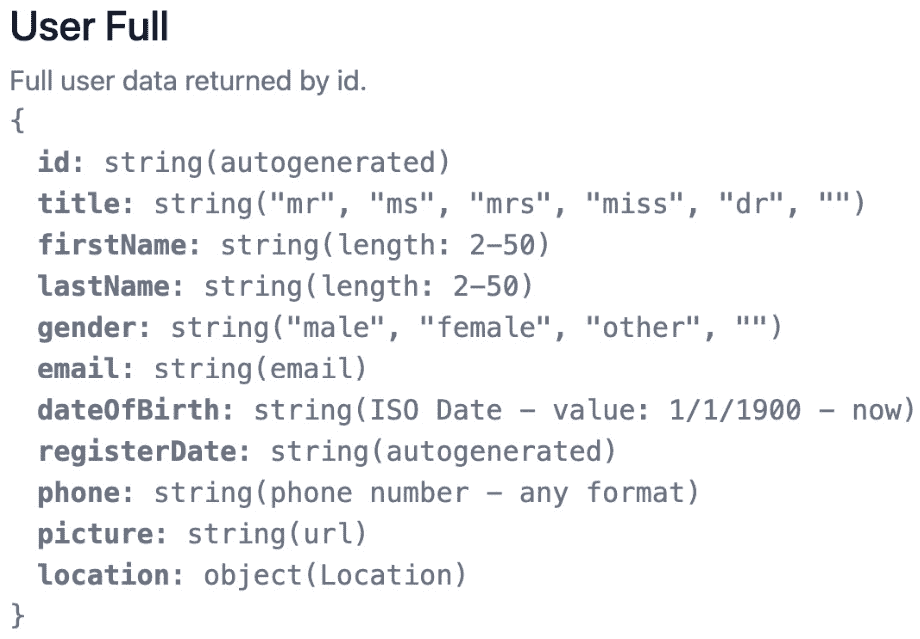 User Full
Full user data returned by id.
{
id: string(autogenerated)
title: string("mr", "ms", "mrs", "miss", "dr", "")
firstName: string(length: 2-50)
lastName: string(length: 2-50)
gender: string("male", "female", "other", "")
email: string(email)
dateOfBirth: string(ISO Date - value: 1/1/1900 - now)
registerDate: string(autogenerated)
phone: string(phone number - any format)
picture: string(url)
location: object(Location)
}